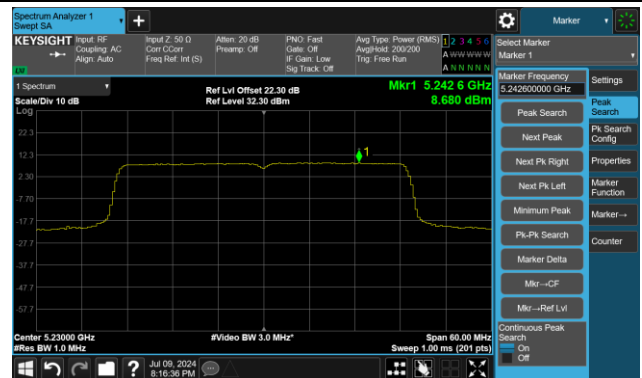 Spectrum Analyzer 1
Swept SA
Marker
KEYSIGHT
Input: RF
Coupling: AC
Align: Auto
Input Z: 50 Ω
Corr CCorr
Freq Ref: Int (S)
Atten: 20 dB
Preamp: Off
PNO: Fast
Gate: Off
IF Gain: Low
Sig Track: Off
Avg Type: Power (RMS)
Avg|Hold: 200/200
Trig: Free Run
1 2 3 4 5 6
A W W W W W
A N N N N N
Select Marker
Marker 1
1 Spectrum
Scale/Div 10 dB
Log
Ref Lvl Offset 22.30 dB
Ref Level 32.30 dBm
Mkr1 5.242 6 GHz
8.680 dBm
22.3
12.3
2.30
-7.70
-17.7
-27.7
-37.7
-47.7
-57.7
1
Center 5.23000 GHz
#Res BW 1.0 MHz
#Video BW 3.0 MHz*
Span 60.00 MHz
Sweep 1.00 ms (201 pts)
Marker Frequency
5.242600000 GHz
Peak Search
Next Peak
Next Pk Right
Next Pk Left
Minimum Peak
Pk-Pk Search
Marker Delta
Mkr→CF
Mkr→Ref Lvl
Continuous Peak
Search
On
Off
Settings
Peak
Search
Pk Search
Config
Properties
Marker
Function
Marker→
Counter
Jul 09, 2024
8:16:36 PM